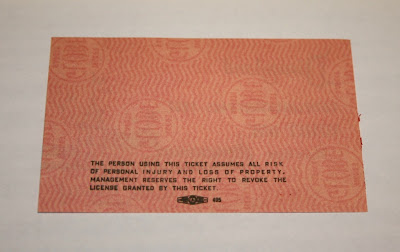 THE PERSON USING THIS TICKET ASSUMES ALL RISK
OF PERSONAL INJURY AND LOSS OF PROPERTY.
MANAGEMENT RESERVES THE RIGHT TO REVOKE THE
LICENSE GRANTED BY THIS TICKET.
405